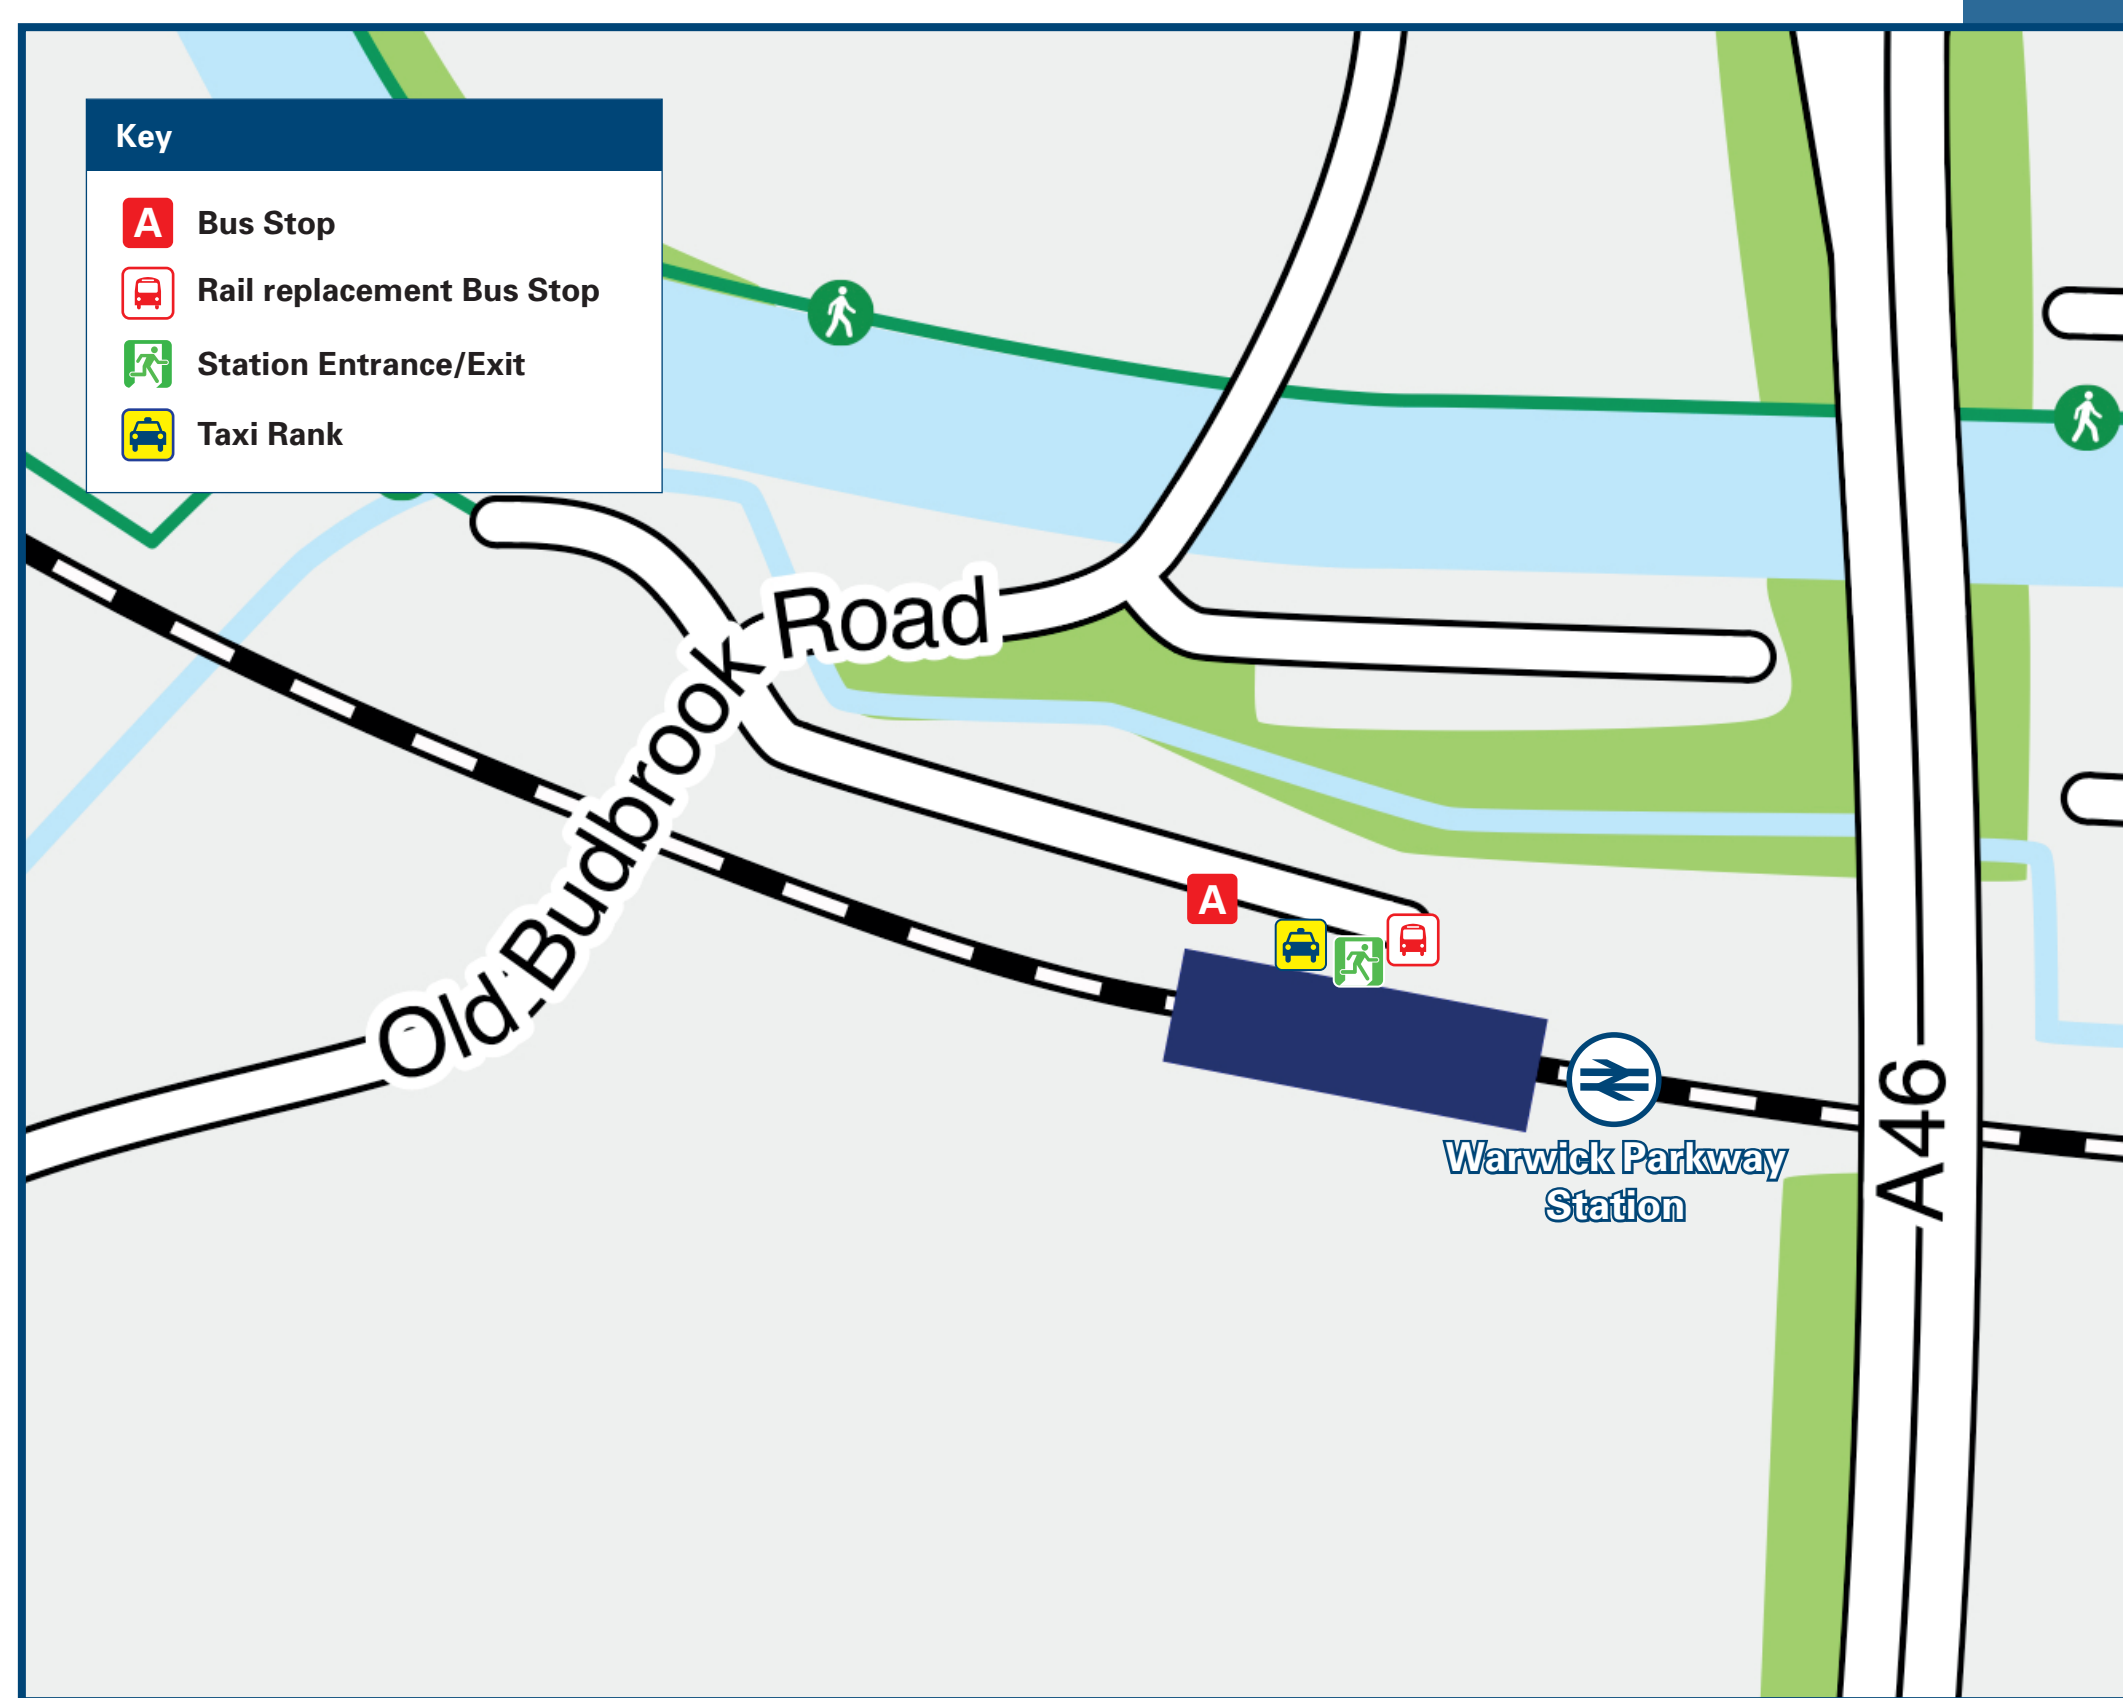 Key
A
Bus Stop
Rail replacement Bus Stop
Station Entrance/Exit
Taxi Rank
Old Budbrook Road
A
Warwick Parkway
Station
A46